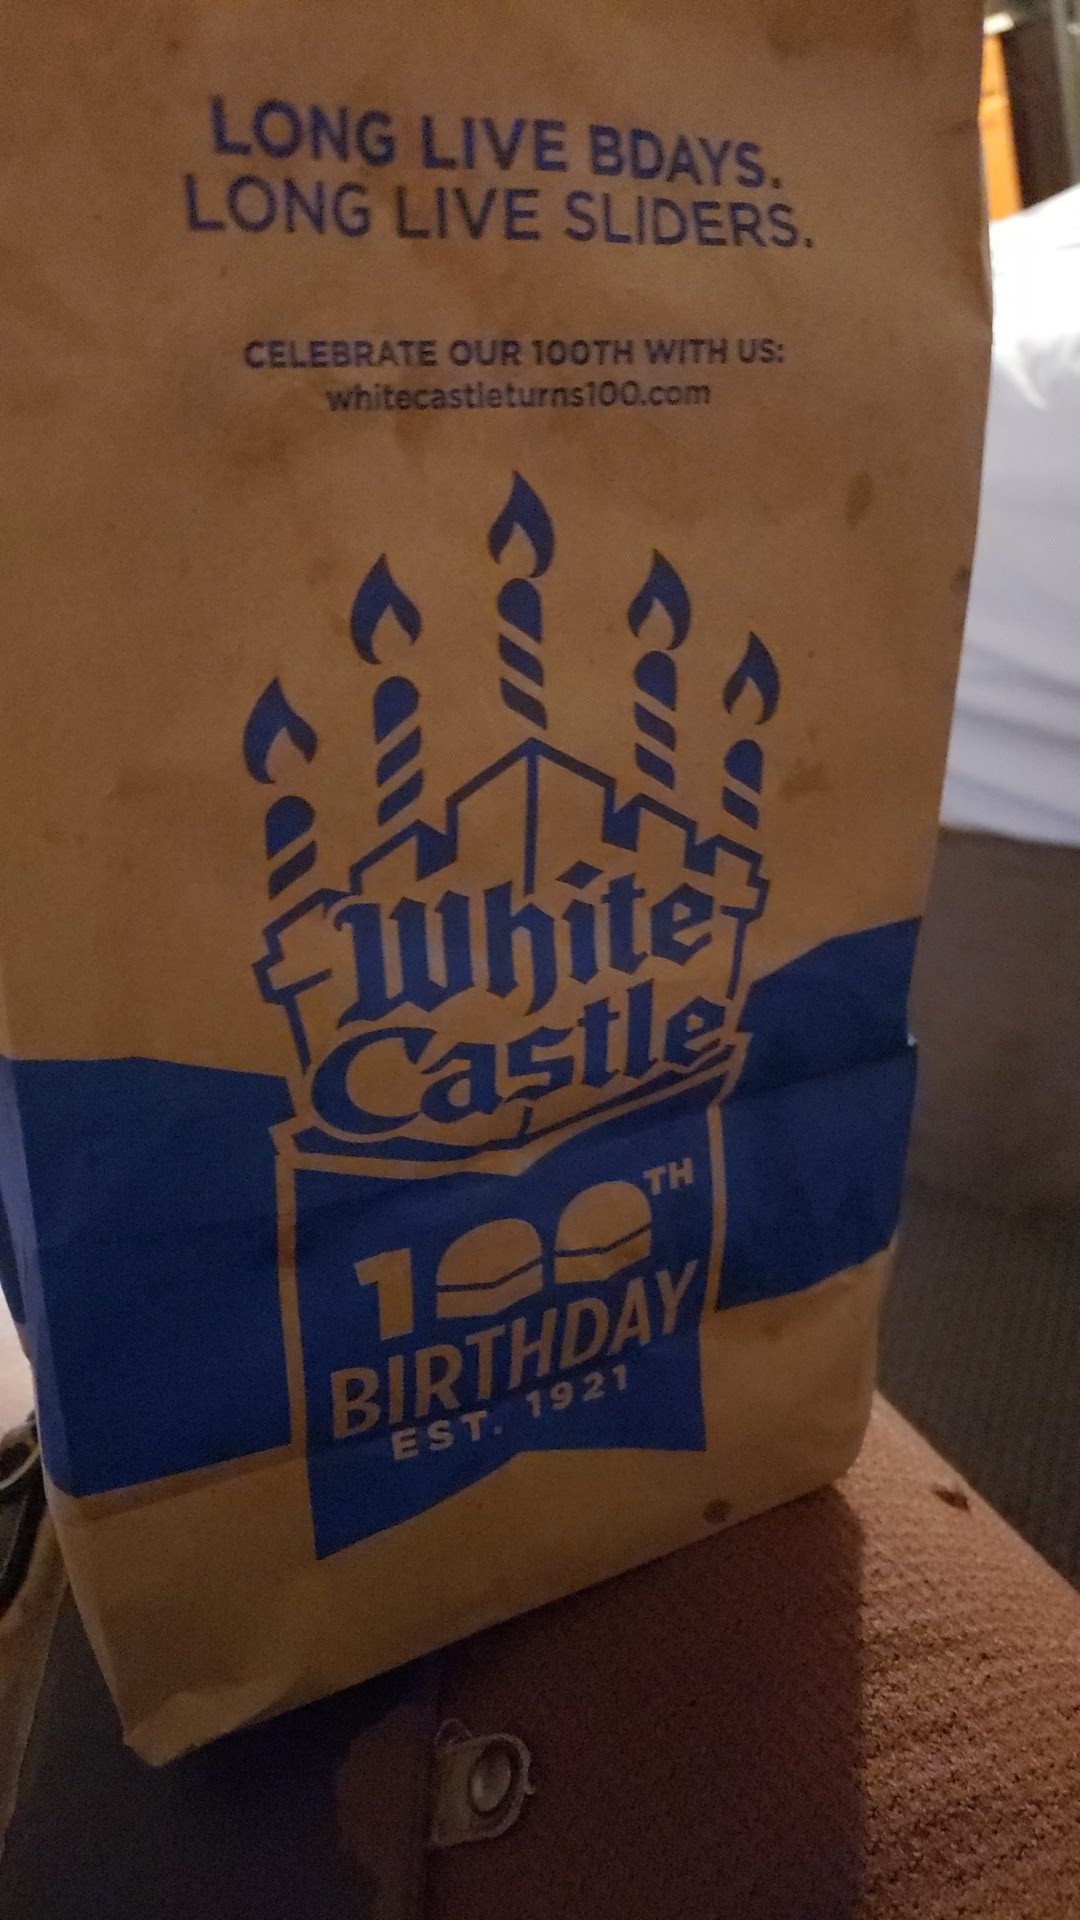 LONG LIVE BDAYS.
LONG LIVE SLIDERS.
CELEBRATE OUR 100TH WITH US:
whitecastleturns100.com
White
Castle
100TH
BIRTHDAY
EST. 1921